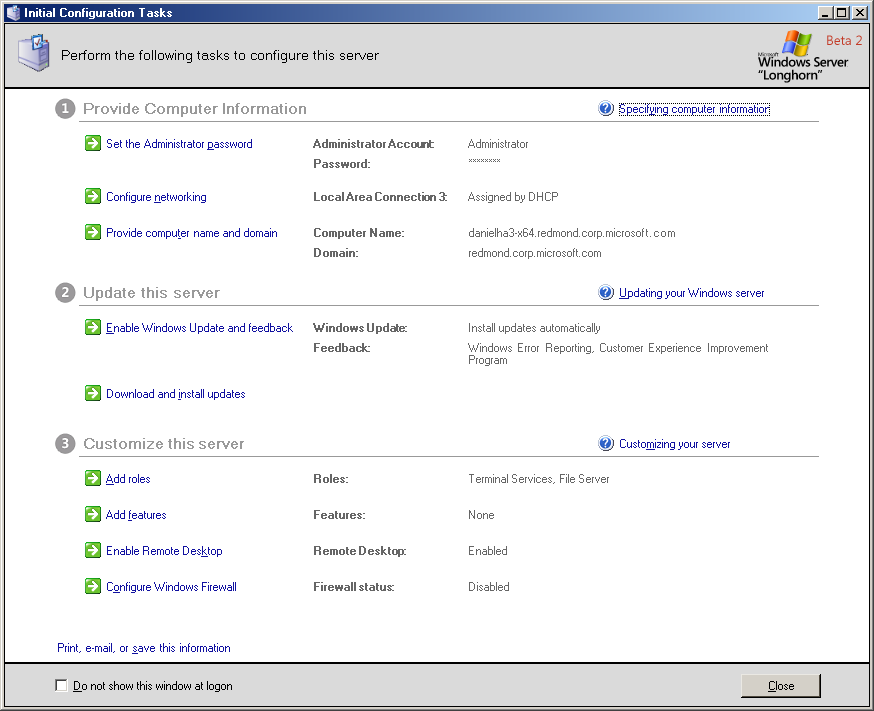 Initial Configuration Tasks
Perform the following tasks to configure this server
Beta 2
Microsoft
Windows Server
"Longhorn"
1 Provide Computer Information
Specifying computer information
Set the Administrator password
Administrator Account:
Administrator
Password:
********
Configure networking
Local Area Connection 3:
Assigned by DHCP
Provide computer name and domain
Computer Name:
danielha3-x64.redmond.corp.microsoft.com
Domain:
redmond.corp.microsoft.com
2 Update this server
Updating your Windows server
Enable Windows Update and feedback
Windows Update:
Install updates automatically
Feedback:
Windows Error Reporting, Customer Experience Improvement
Program
Download and install updates
3 Customize this server
Customizing your server
Add roles
Roles:
Terminal Services, File Server
Add features
Features:
None
Enable Remote Desktop
Remote Desktop:
Enabled
Configure Windows Firewall
Firewall status:
Disabled
Print, e-mail, or save this information
Do not show this window at logon
Close